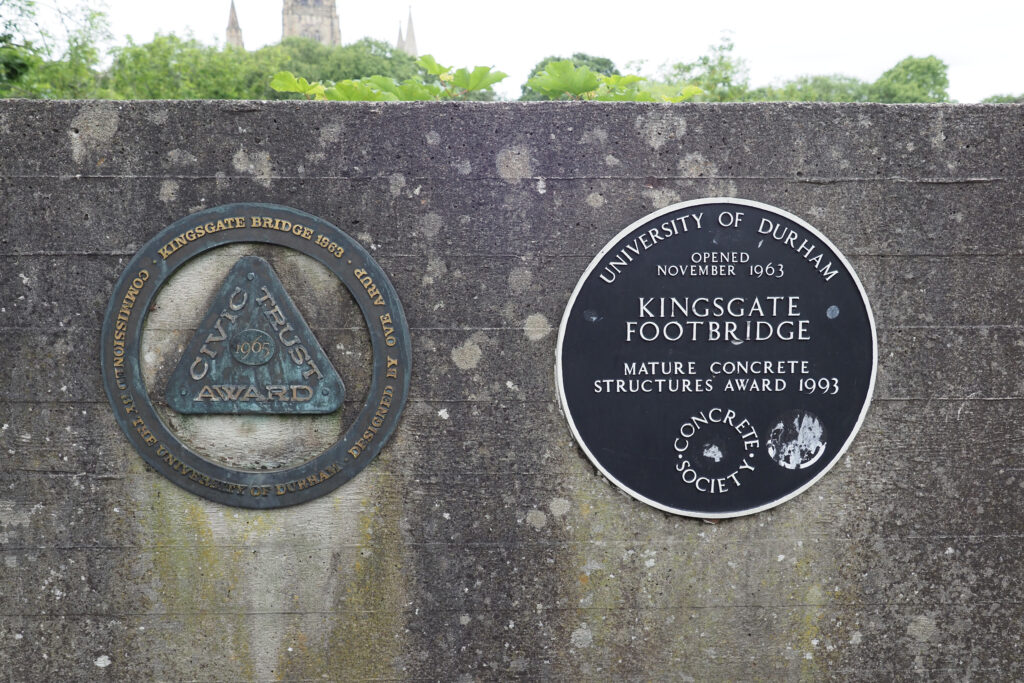 KINGSGATE BRIDGE 1963 · DESIGNED BY OVE ARUP · COMMISSIONED BY THE UNIVERSITY OF DURHAM
CIVIC TRUST
1965
AWARD
UNIVERSITY OF DURHAM
OPENED
NOVEMBER 1963
KINGSGATE
FOOTBRIDGE
MATURE CONCRETE
STRUCTURES AWARD 1993
CONCRETE
SOCIETY